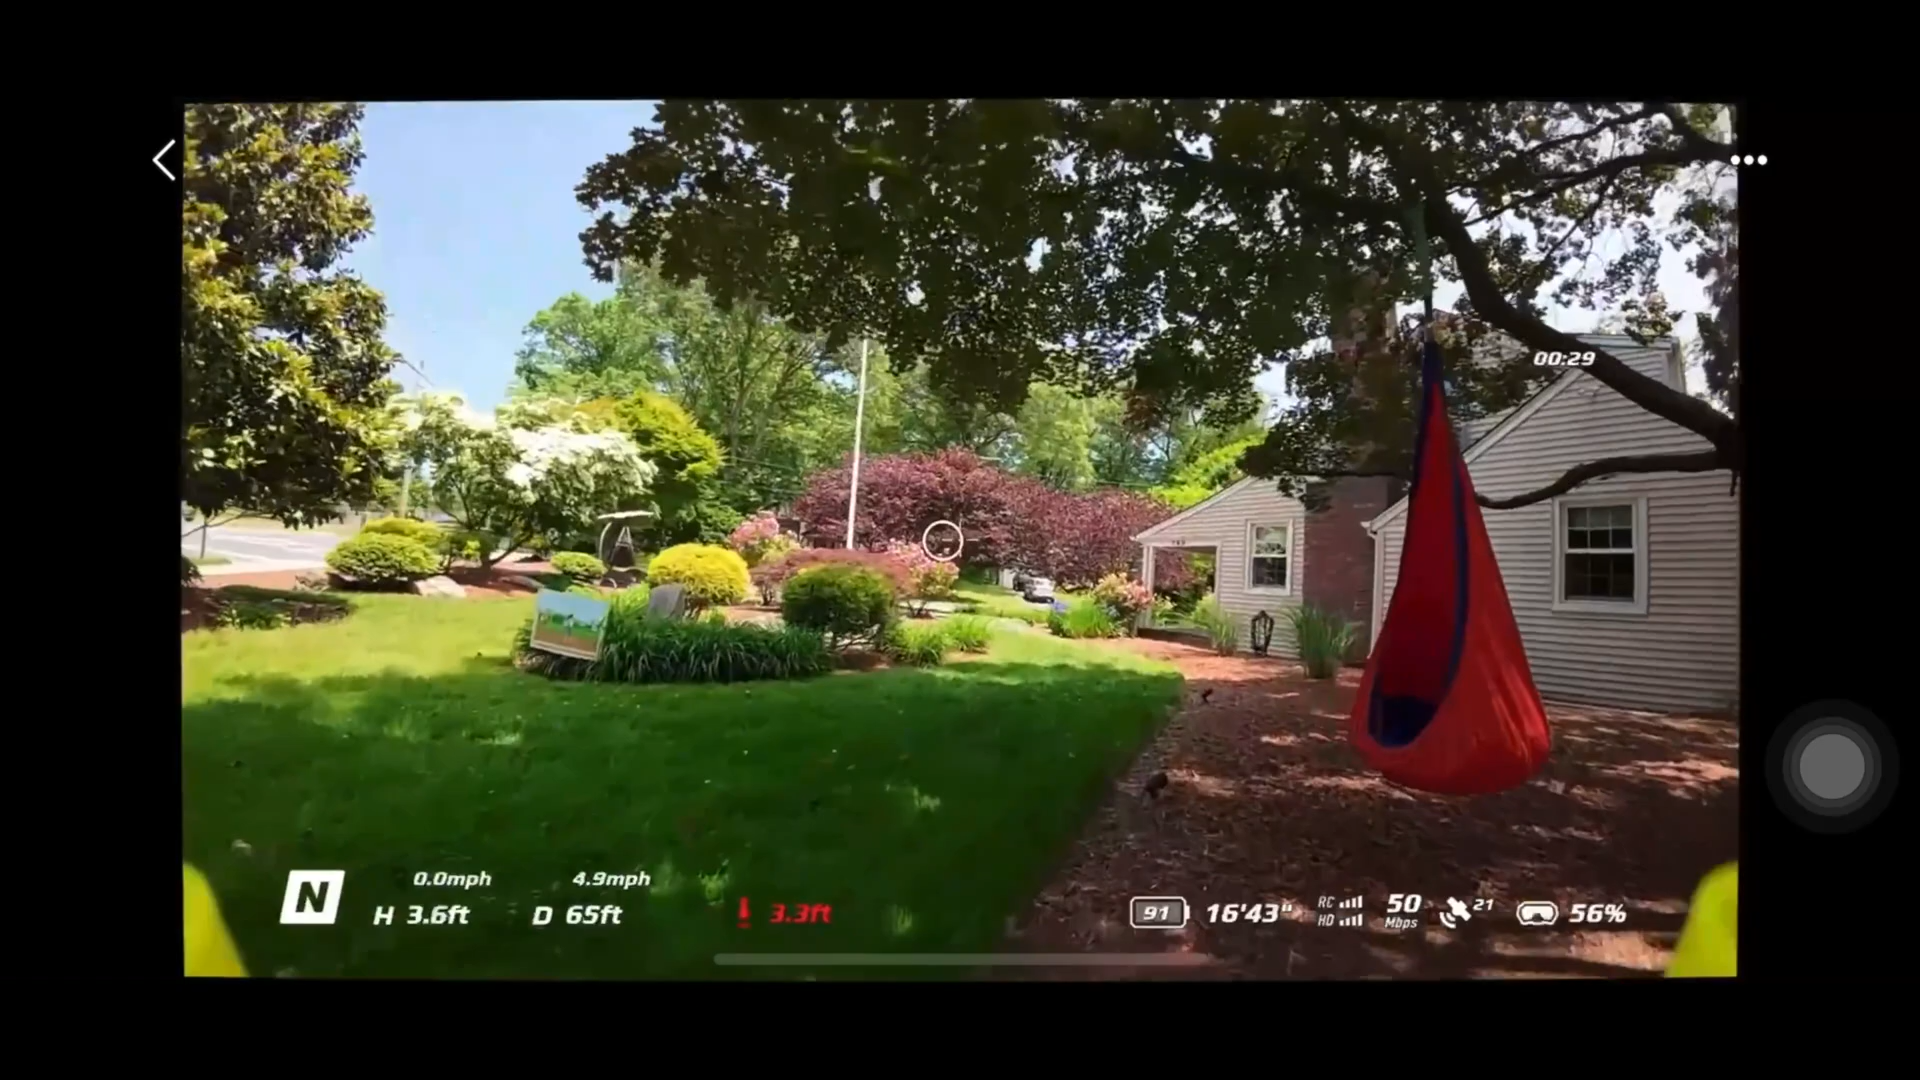 00:29
N
0.0mph 4.9mph
H 3.6ft D 65ft
3.3ft
91 16'43"
RC
HD
50
Mbps
21
56%